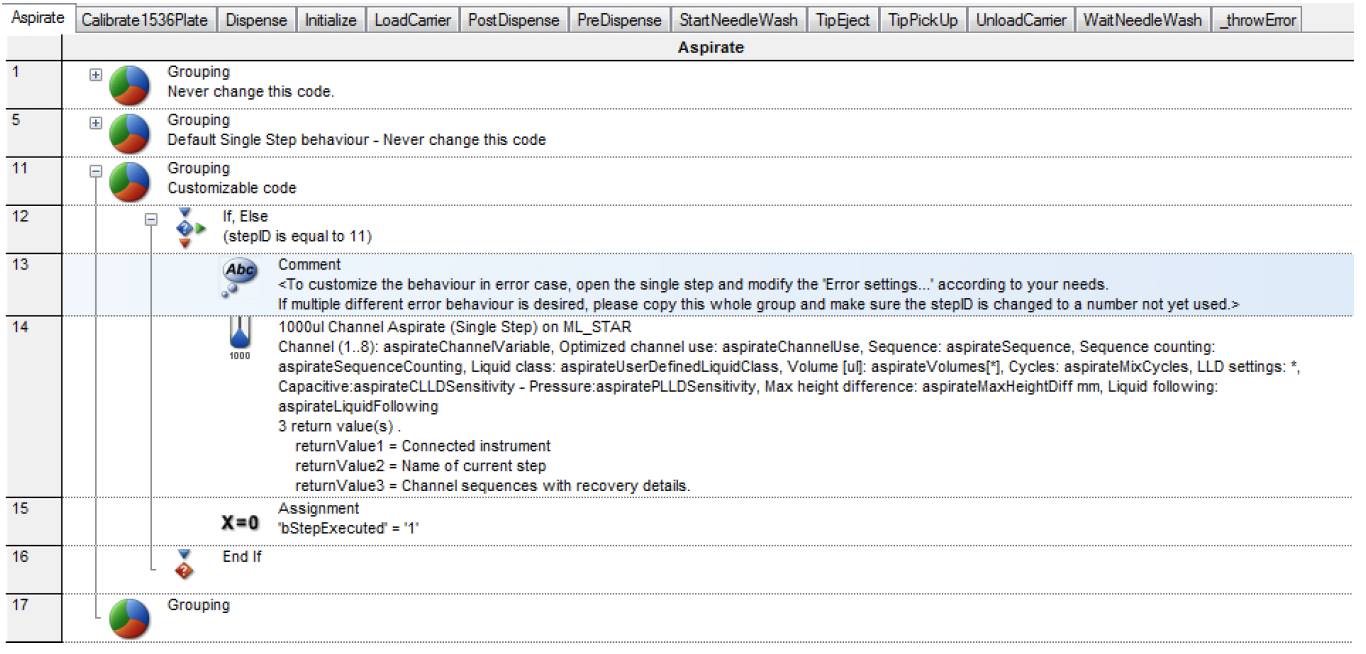 Aspirate Calibrate1536Plate Dispense Initialize LoadCarrier PostDispense PreDispense StartNeedleWash TipEject TipPickUp UnloadCarrier WaitNeedleWash _throwError
Aspirate
1 Grouping
Never change this code.
5 Grouping
Default Single Step behaviour - Never change this code
11 Grouping
Customizable code
12 If, Else
(stepID is equal to 11)
13 Abc Comment
<To customize the behaviour in error case, open the single step and modify the 'Error settings...' according to your needs.
If multiple different error behaviour is desired, please copy this whole group and make sure the stepID is changed to a number not yet used.>
14 1000ul Channel Aspirate (Single Step) on ML_STAR
1000
Channel (1..8): aspirateChannelVariable, Optimized channel use: aspirateChannelUse, Sequence: aspirateSequence, Sequence counting:
aspirateSequenceCounting, Liquid class: aspirateUserDefinedLiquidClass, Volume [ul]: aspirateVolumes[*], Cycles: aspirateMixCycles, LLD settings: *,
Capacitive:aspirateCLLDSensitivity - Pressure:aspiratePLLDSensitivity, Max height difference: aspirateMaxHeightDiff mm, Liquid following:
aspirateLiquidFollowing
3 return value(s) .
returnValue1 = Connected instrument
returnValue2 = Name of current step
returnValue3 = Channel sequences with recovery details.
15 X=0 Assignment
'bStepExecuted' = '1'
16 End If
17 Grouping